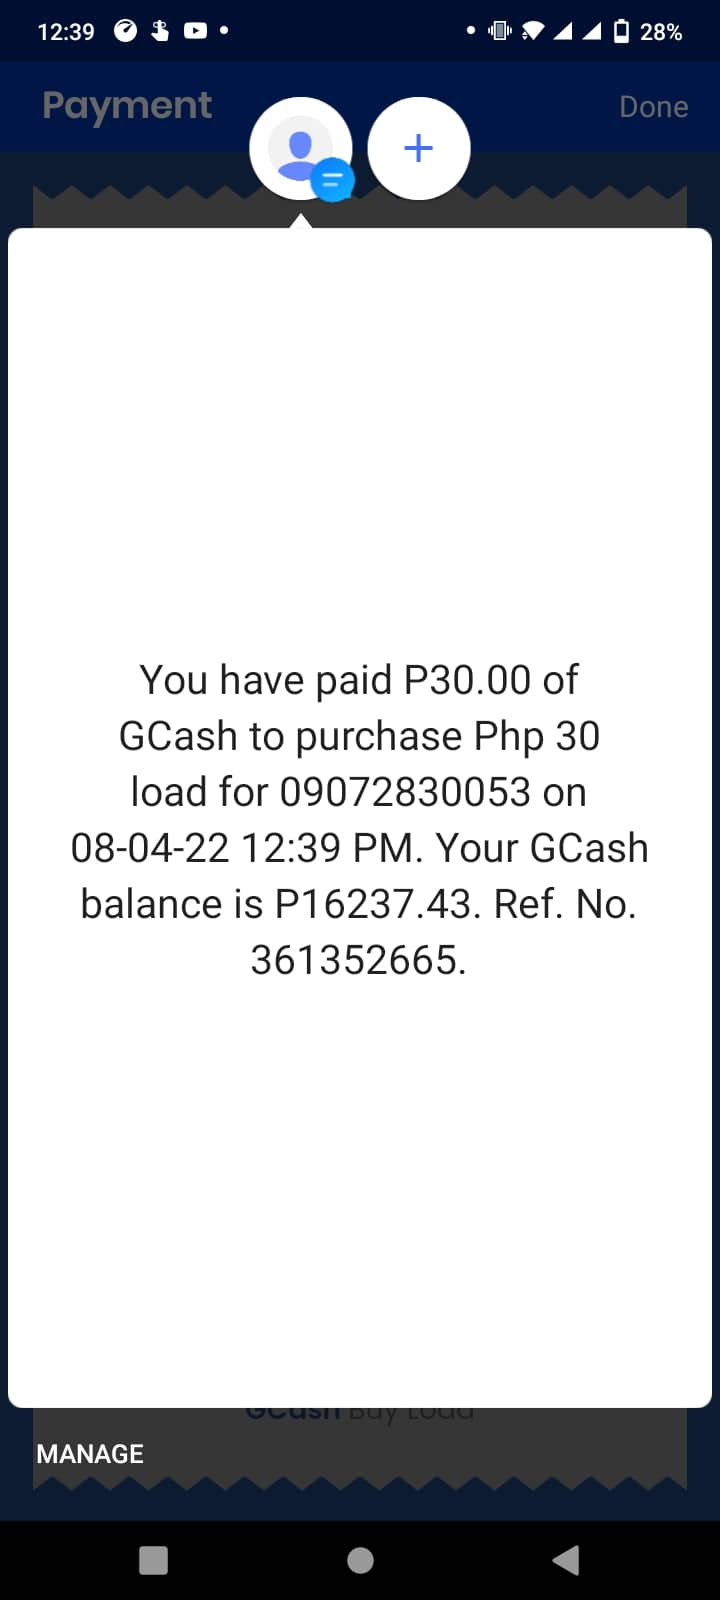 12:39
28%
Payment
Done
You have paid P30.00 of
GCash to purchase Php 30
load for 09072830053 on
08-04-22 12:39 PM. Your GCash
balance is P16237.43. Ref. No.
361352665.
GCash Buy Load
MANAGE